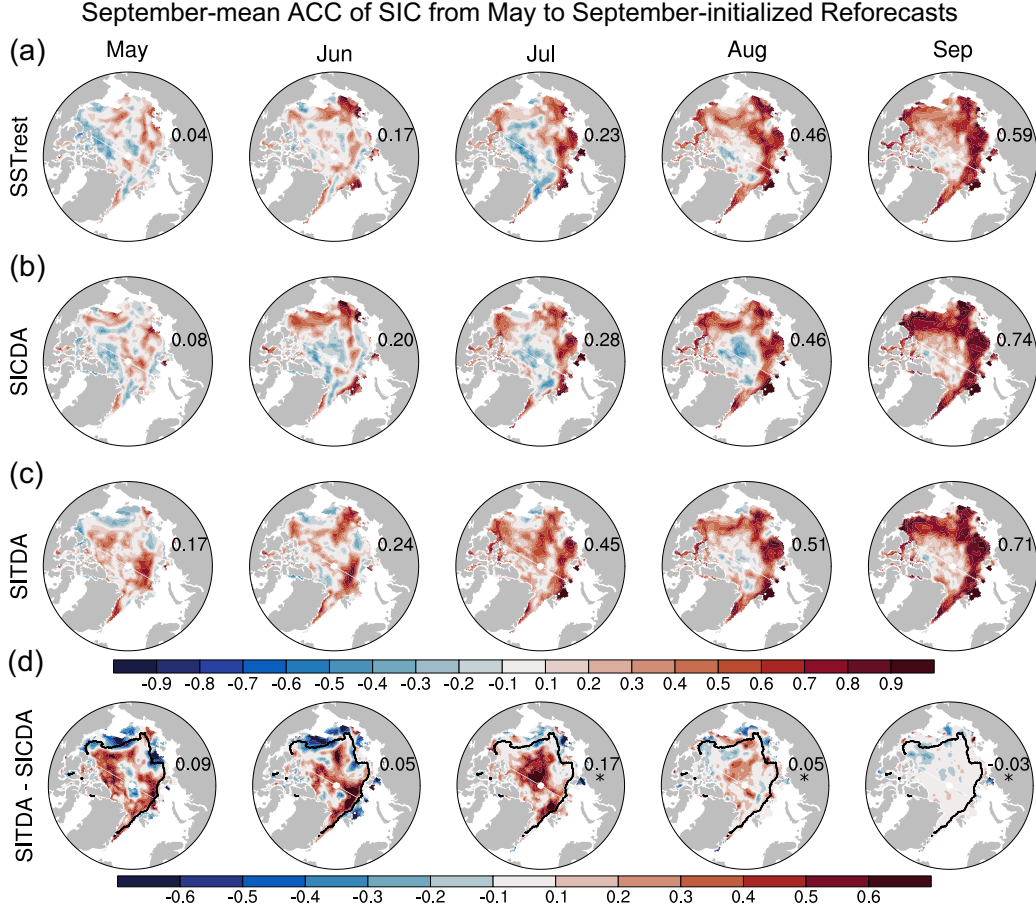 September-mean ACC of SIC from May to September-initialized Reforecasts
(a)
May Jun Jul Aug Sep
SSTrest
0.04 0.17 0.23 0.46 0.59
(b)
SICDA
0.08 0.20 0.28 0.46 0.74
(c)
SITDA
0.17 0.24 0.45 0.51 0.71
(d)
-0.9 -0.8 -0.7 -0.6 -0.5 -0.4 -0.3 -0.2 -0.1 0.1 0.2 0.3 0.4 0.5 0.6 0.7 0.8 0.9
SITDA - SICDA
0.09 0.05 0.17 0.05 -0.03
* * *
-0.6 -0.5 -0.4 -0.3 -0.2 -0.1 0.1 0.2 0.3 0.4 0.5 0.6